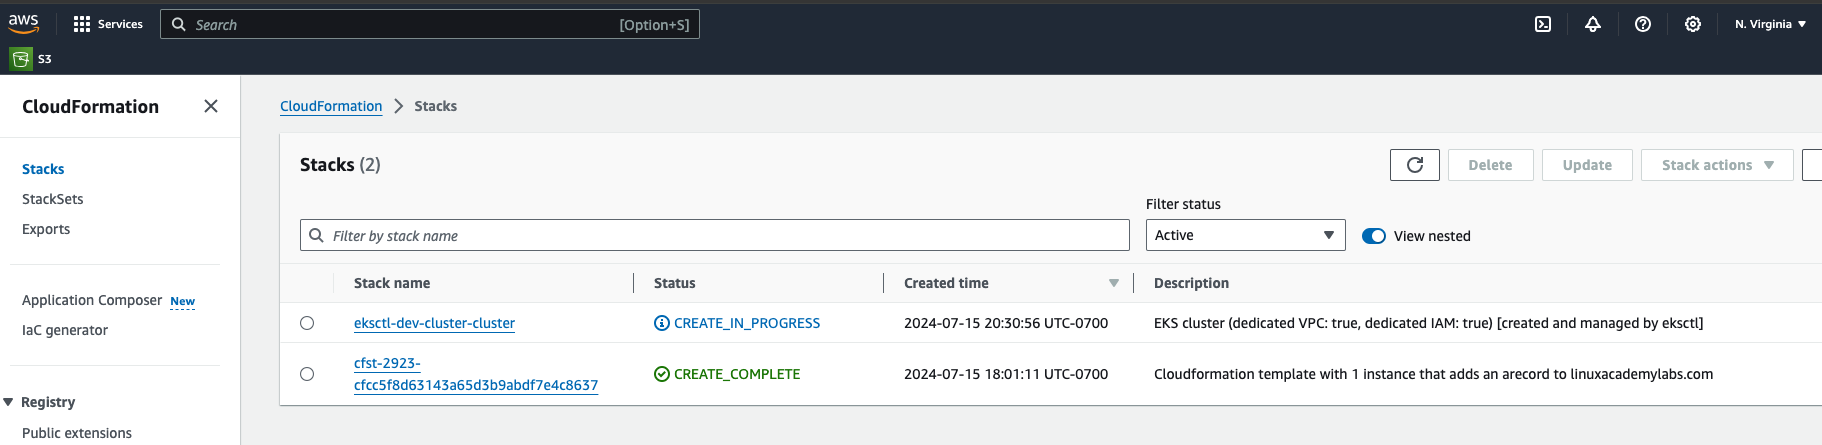 aws Services Search [Option+S] N. Virginia
S3
CloudFormation
Stacks
StackSets
Exports
Application Composer New
IaC generator
Registry
Public extensions
CloudFormation Stacks
Stacks (2)
Delete Update Stack actions
Filter status
Filter by stack name Active View nested
Stack name Status Created time Description
eksctl-dev-cluster-cluster CREATE_IN_PROGRESS 2024-07-15 20:30:56 UTC-0700 EKS cluster (dedicated VPC: true, dedicated IAM: true) [created and managed by eksctl]
cfst-2923-
cfcc5f8d63143a65d3b9abdf7e4c8637 CREATE_COMPLETE 2024-07-15 18:01:11 UTC-0700 Cloudformation template with 1 instance that adds an arecord to linuxacademylabs.com